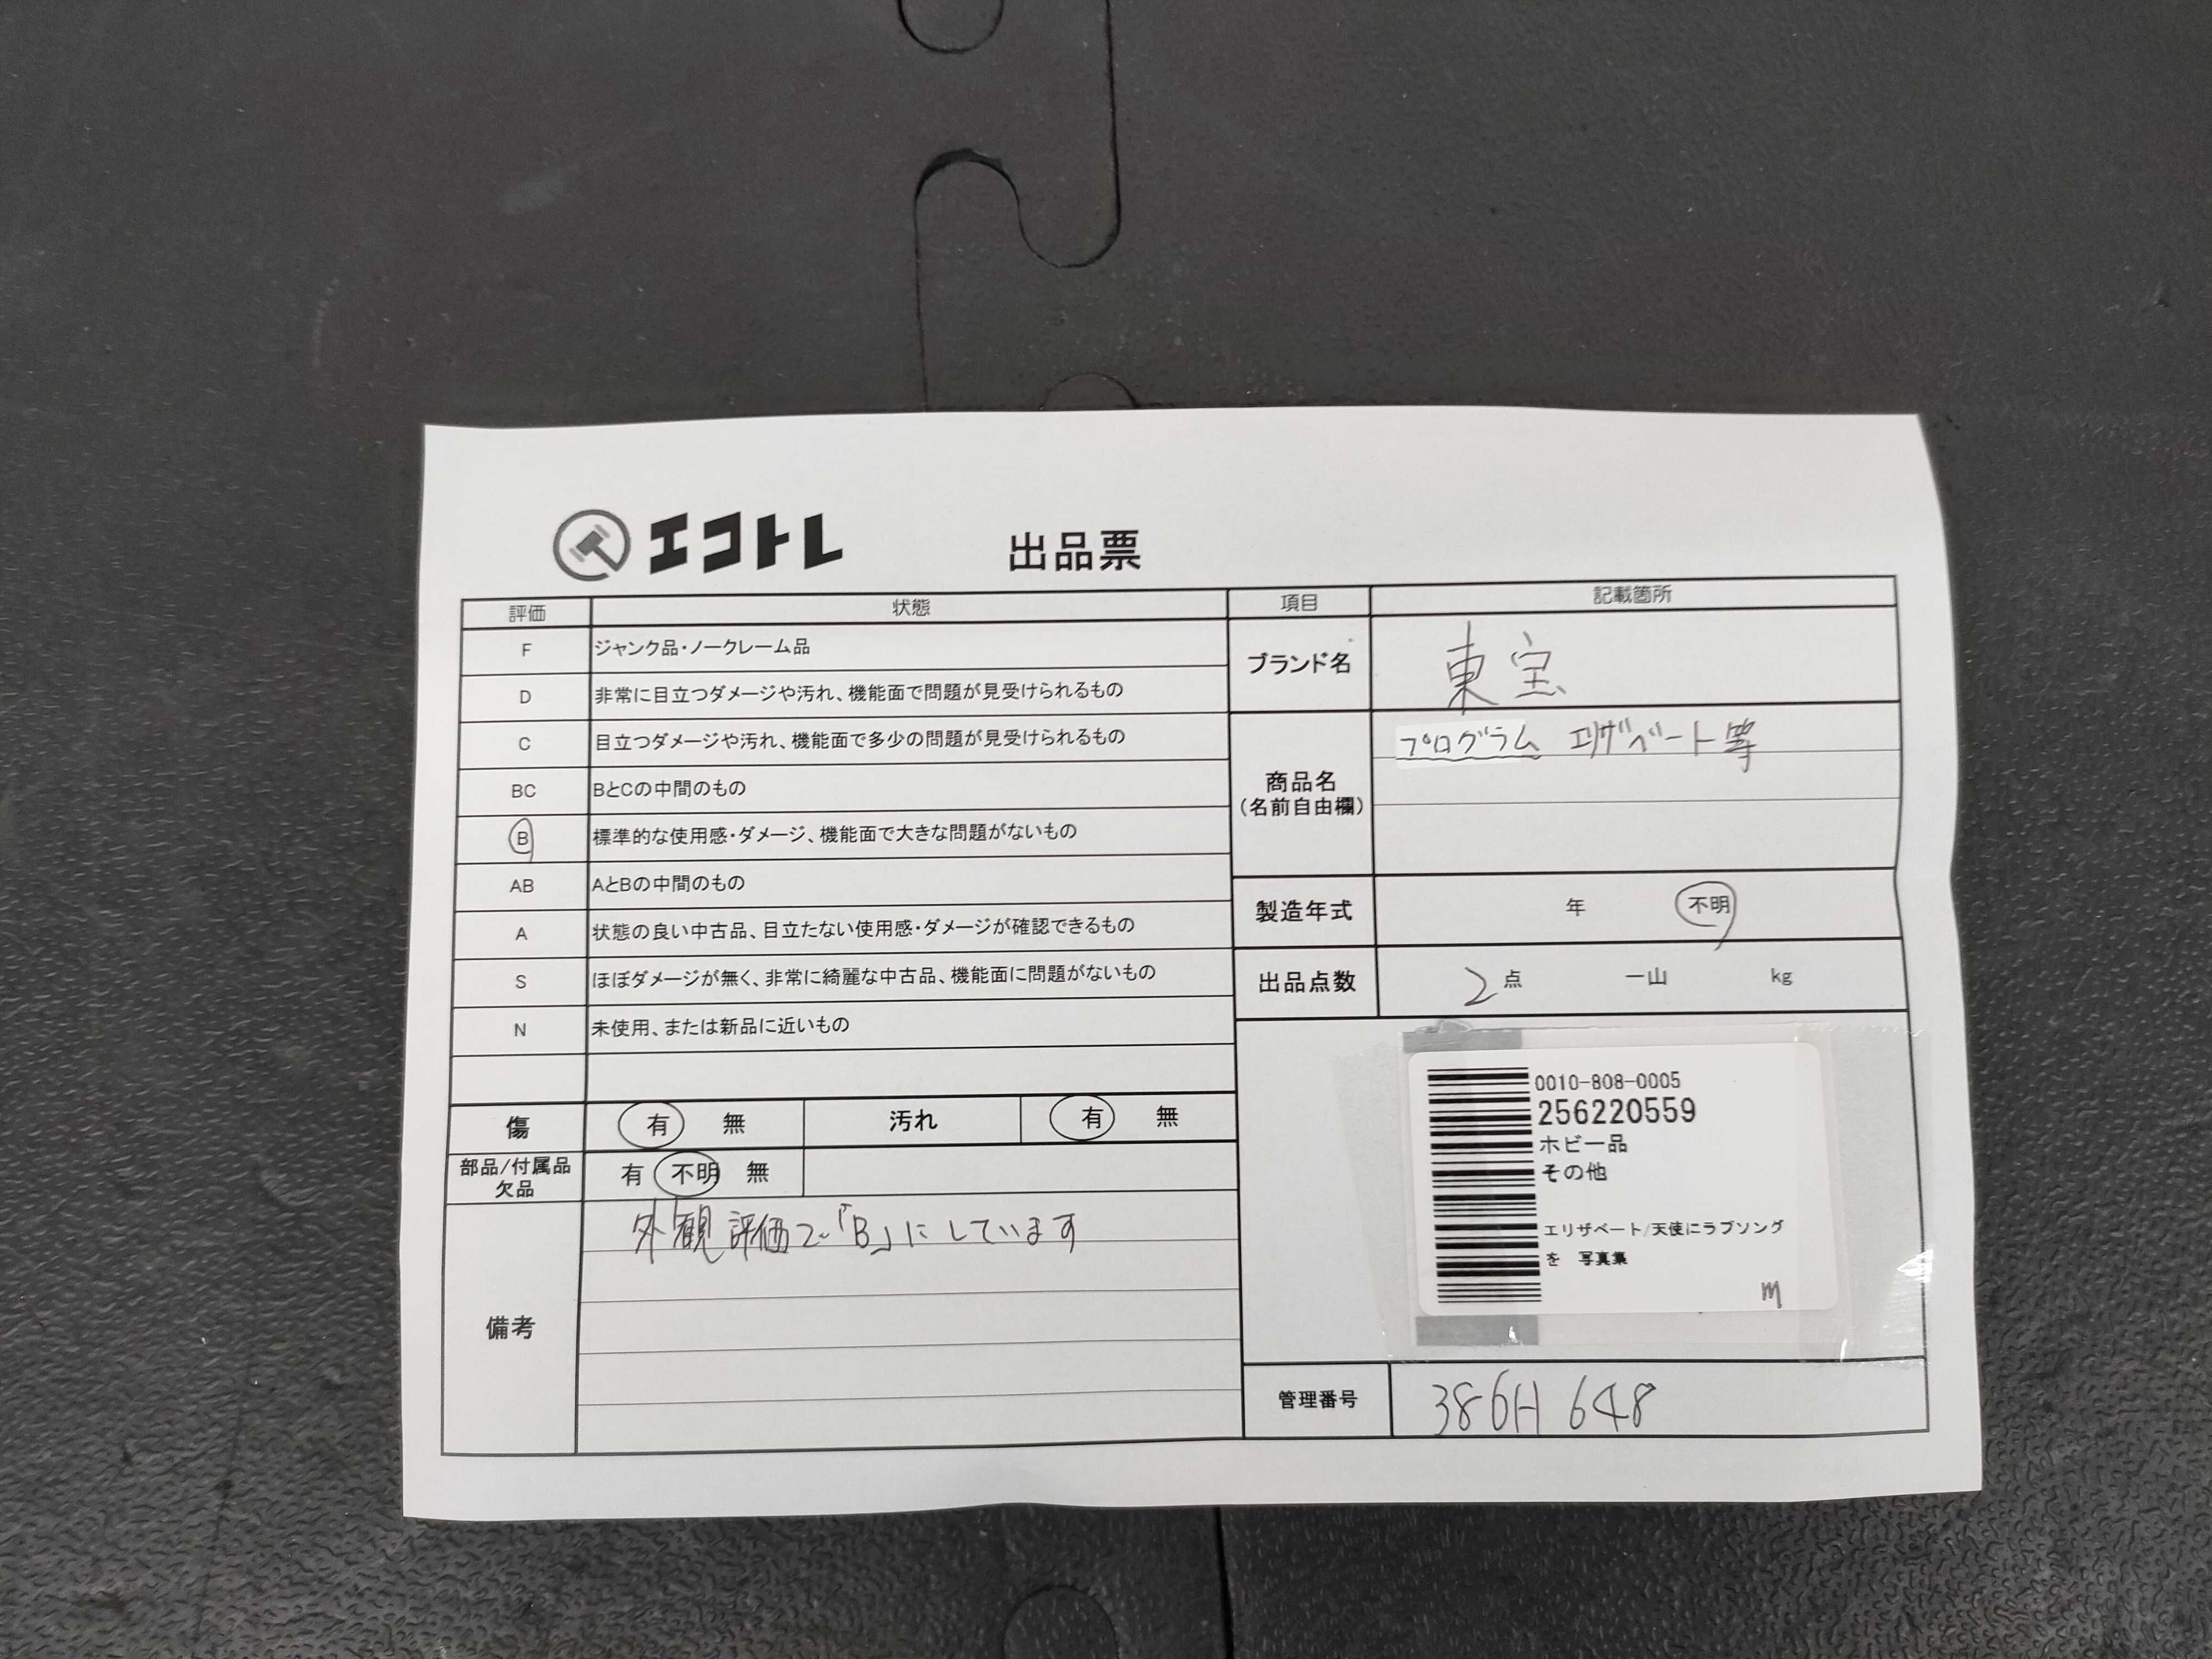 エコトレ 出品票
評価 状態
F ジャンク品・ノークレーム品
D 非常に目立つダメージや汚れ、機能面で問題が見受けられるもの
C 目立つダメージや汚れ、機能面で多少の問題が見受けられるもの
BC BとCの中間のもの
B 標準的な使用感・ダメージ、機能面で大きな問題がないもの
AB AとBの中間のもの
A 状態の良い中古品、目立たない使用感・ダメージが確認できるもの
S ほぼダメージが無く、非常に綺麗な中古品、機能面に問題がないもの
N 未使用、または新品に近いもの
傷 有 無 汚れ 有 無
部品/付属品
欠品 有 不明 無
備考 外観評価で「B」にしています
項目 記載箇所
ブランド名 東宝
商品名
(名前自由欄)
プログラム エリザベート等
製造年式 年 不明
出品点数 2点 一山 kg
0010-808-0005
256220559
ホビー品
その他
エリザベート/天使にラブソング
を 写真集
m
管理番号 386H 648